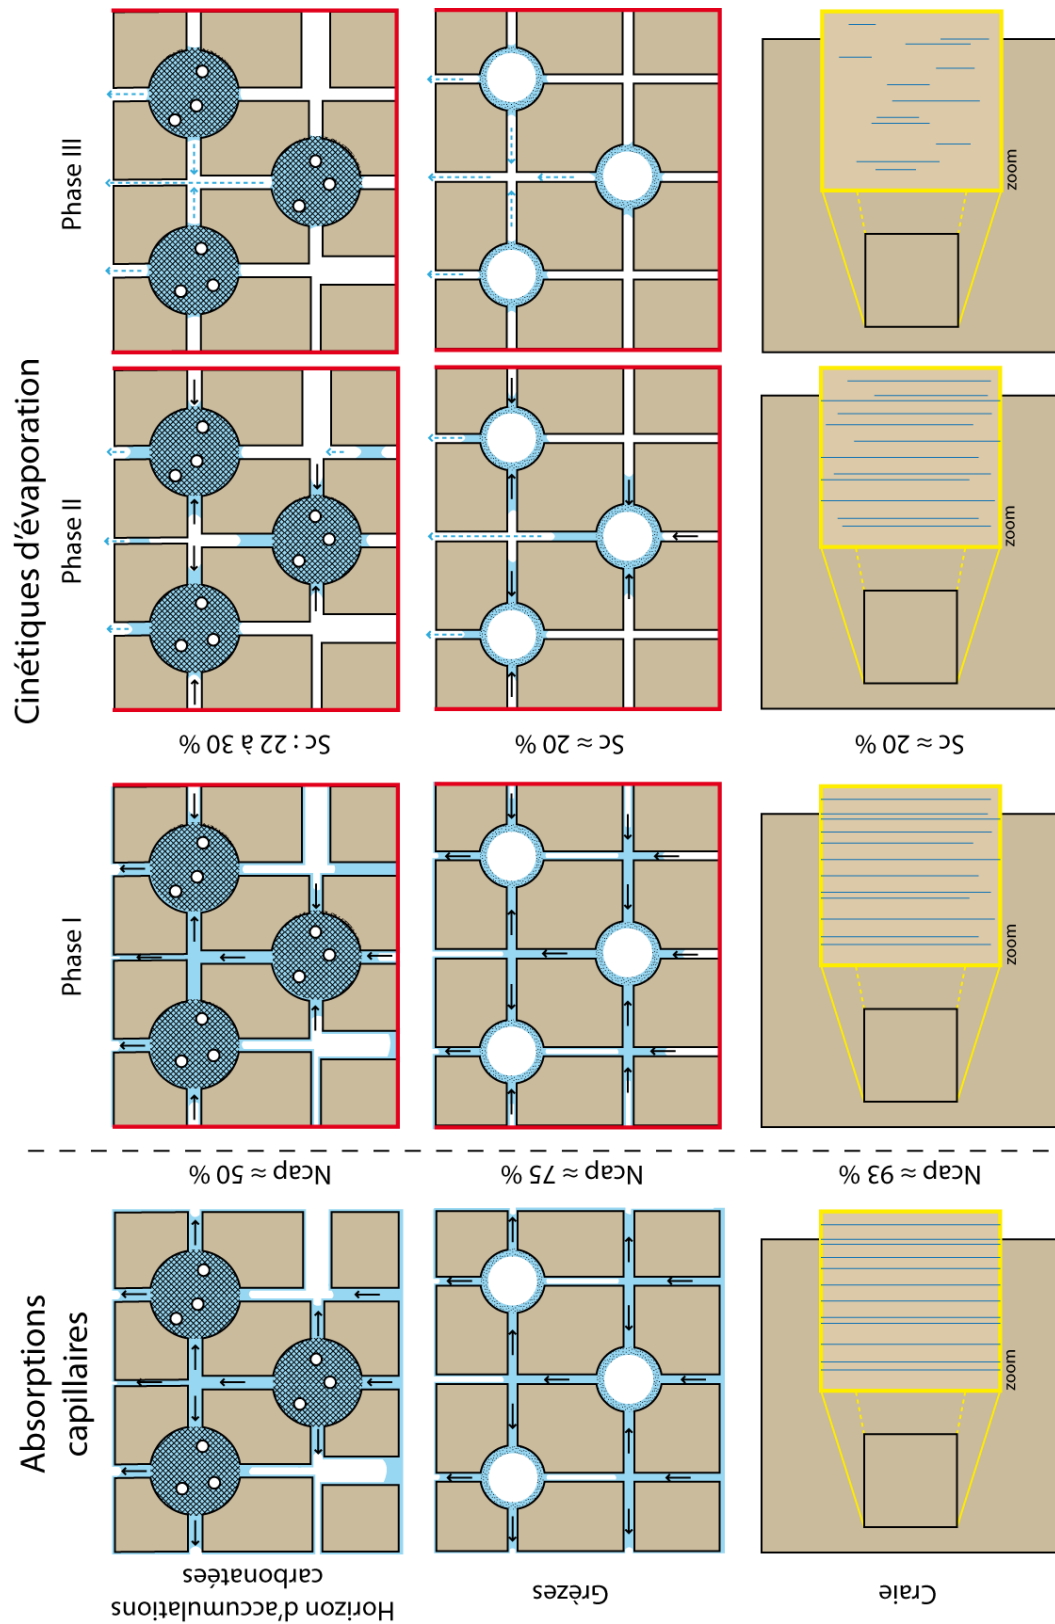 Absorptions
capillaires
Cinétiques d'évaporation
Phase I
Phase II
Phase III
Horizon d'accumulations
carbonatées
Ncap ≈ 50 %
Sc : 22 à 30 %
Grèzes
Ncap ≈ 75 %
Sc ≈ 20 %
Craie
Ncap ≈ 93 %
Sc ≈ 20 %
zoom
zoom
zoom
zoom